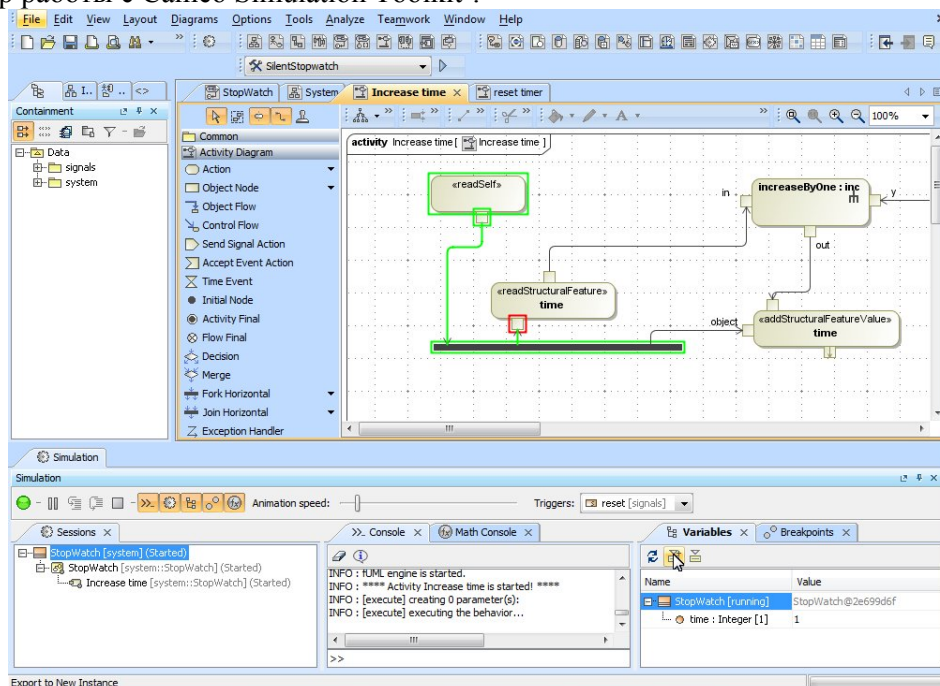 р работы с Cameo Simulation Toolkit .
File Edit View Layout Diagrams Options Tools Analyze Teamwork Window Help
SilentStopwatch
I.. .. <>
StopWatch System Increase time reset timer
Containment
100%
Data
signals
system
Common
Activity Diagram
Action
Object Node
Object Flow
Control Flow
Send Signal Action
Accept Event Action
Time Event
Initial Node
Activity Final
Flow Final
Decision
Merge
Fork Horizontal
Join Horizontal
Exception Handler
activity Increase time [ Increase time ]
«readSelf»
in
increaseByOne : inc
y
out
«readStructuralFeature»
time
object
«addStructuralFeatureValue»
time
Simulation
Simulation
Animation speed:
Triggers: reset [signals]
Sessions
StopWatch [system] (Started)
StopWatch [system::StopWatch] (Started)
Increase time [system::StopWatch] (Started)
Console Math Console
INFO : fUML engine is started.
INFO : **** Activity Increase time is started! ****
INFO : [execute] creating 0 parameter(s):
INFO : [execute] executing the behavior...
>>
Variables Breakpoints
Name Value
StopWatch [running] StopWatch@2e699d6f
time : Integer [1] 1
Export to New Instance